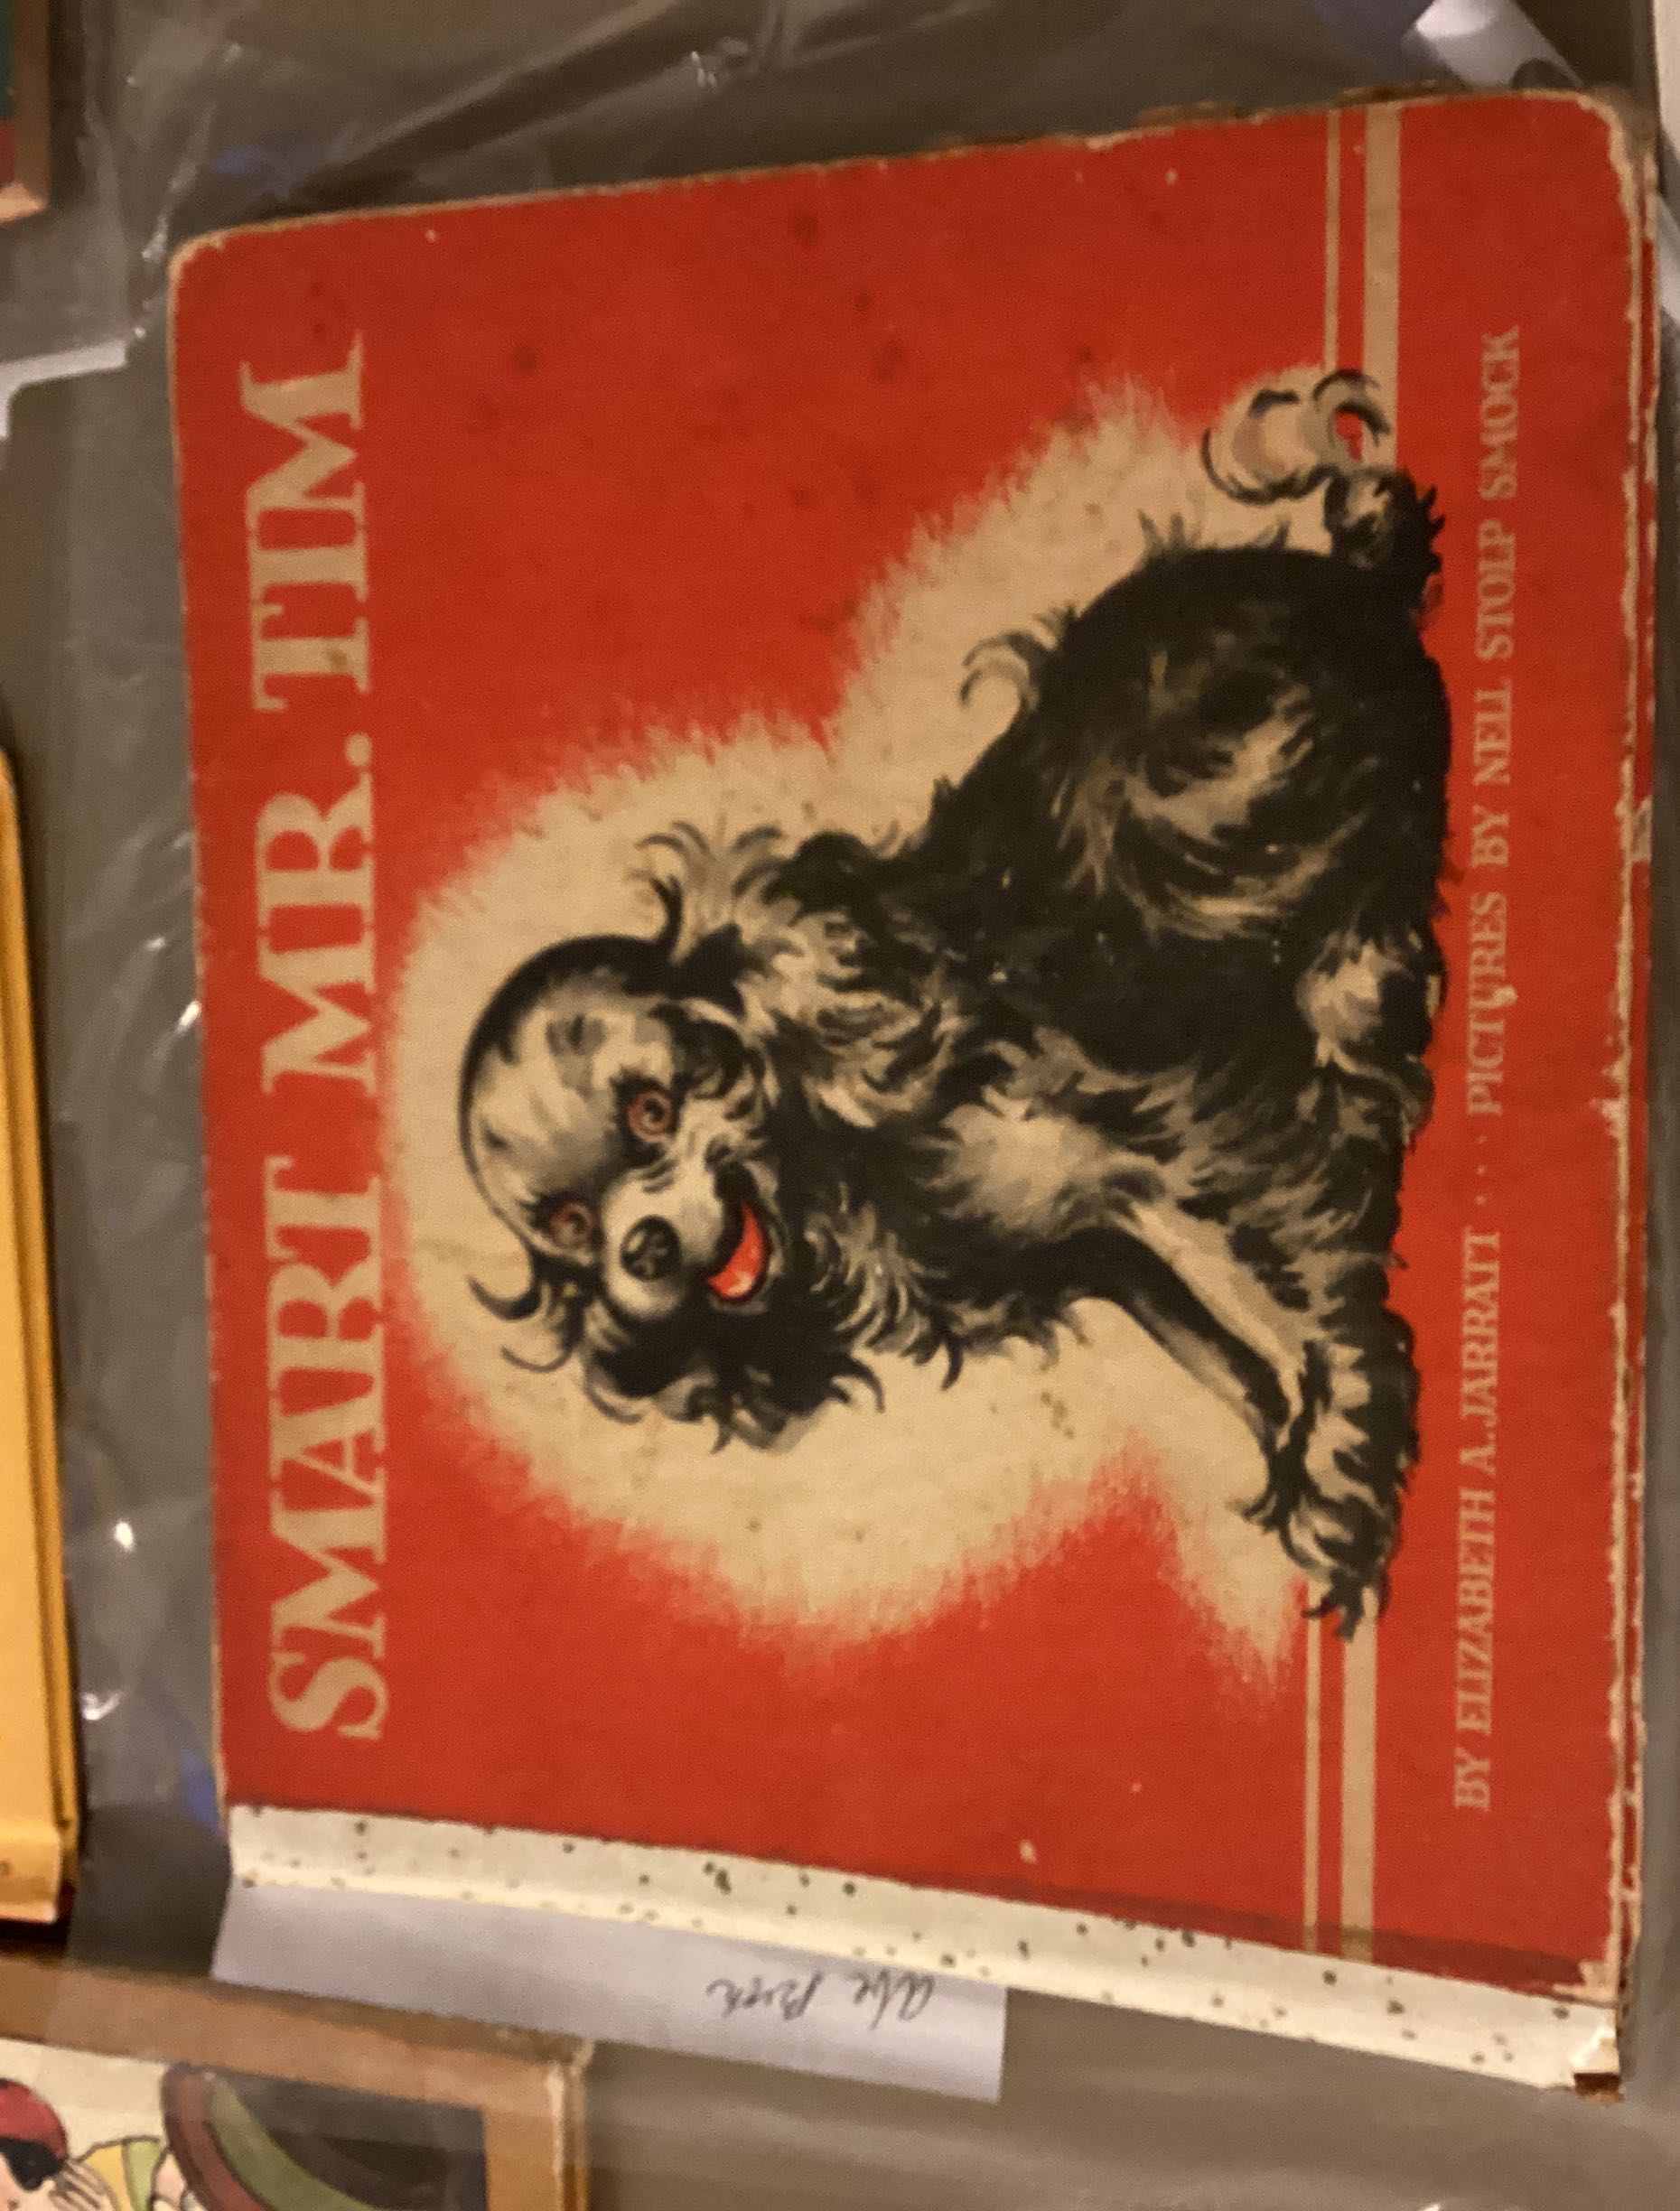 SMART MR. TIM
BY ELIZABETH A. JARRATT . . . PICTURES BY NELL STOLP SMOCK